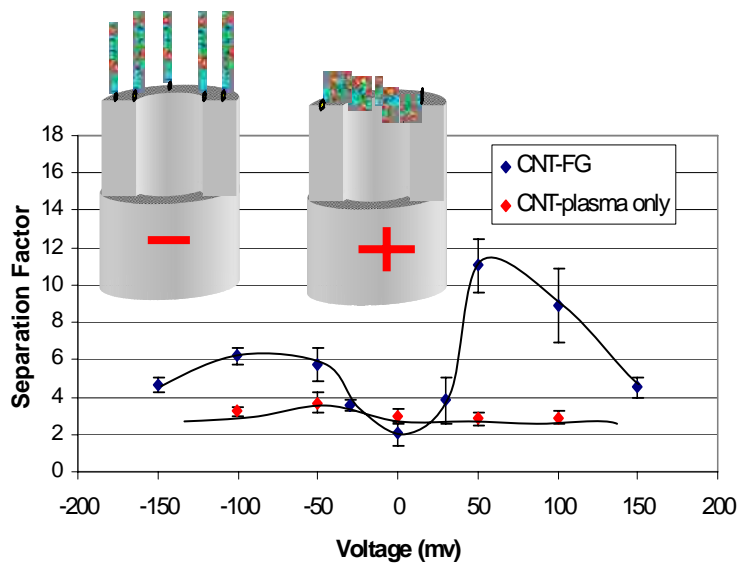 18
16
14
12
10
8
6
4
2
0
Separation Factor
CNT-FG
CNT-plasma only
−
+
-200 -150 -100 -50 0 50 100 150 200
Voltage (mv)